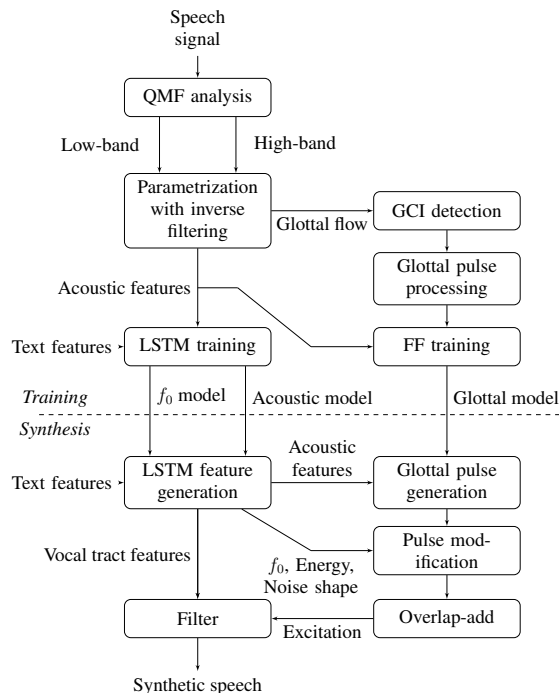 Speech
signal
QMF analysis
Low-band
High-band
Parametrization
with inverse
filtering
Glottal flow
GCI detection
Glottal pulse
processing
Acoustic features
Text features
LSTM training
FF training
f0 model
Acoustic model
Glottal model
Training
Synthesis
Text features
LSTM feature
generation
Acoustic
features
Glottal pulse
generation
Vocal tract features
f0, Energy,
Noise shape
Pulse mod-
ification
Filter
Excitation
Overlap-add
Synthetic speech